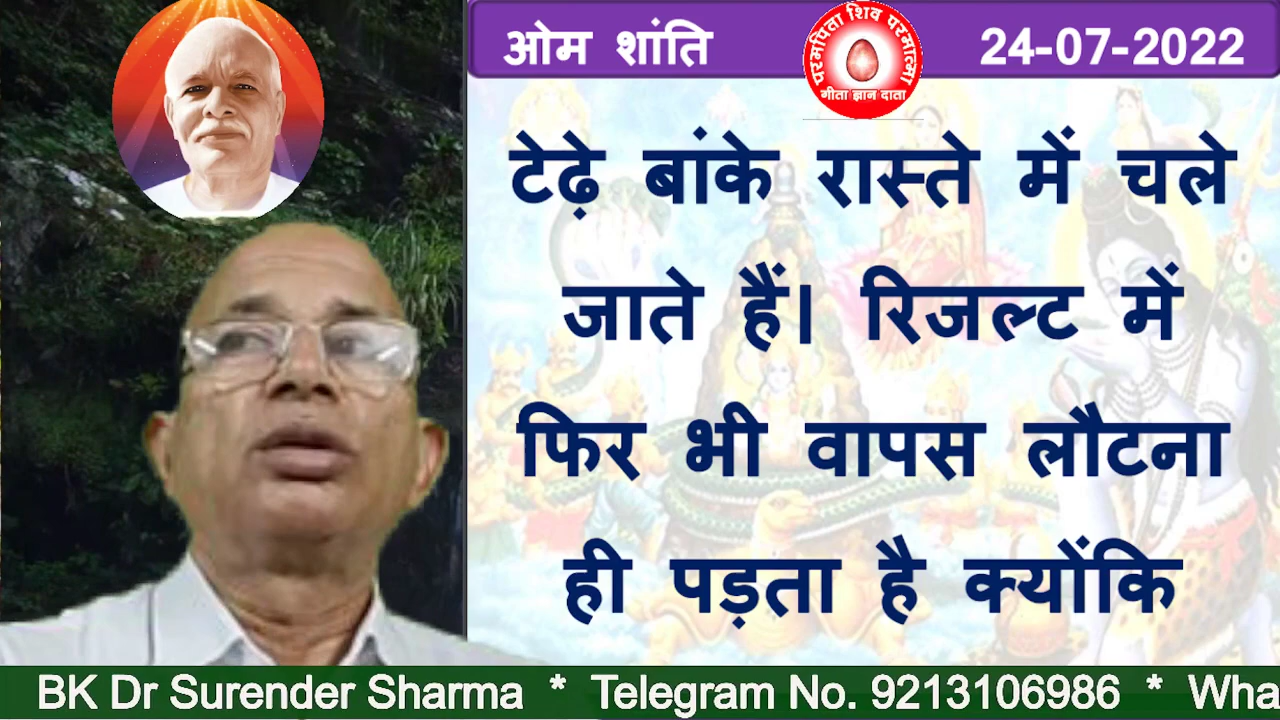 ओम शांति
परमपिता शिव परमात्मा
गीता ज्ञान दाता
24-07-2022
टेढ़े बांके रास्ते में चले
जाते हैं। रिजल्ट में
फिर भी वापस लौटना
ही पड़ता है क्योंकि
BK Dr Surender Sharma * Telegram No. 9213106986 * Wha